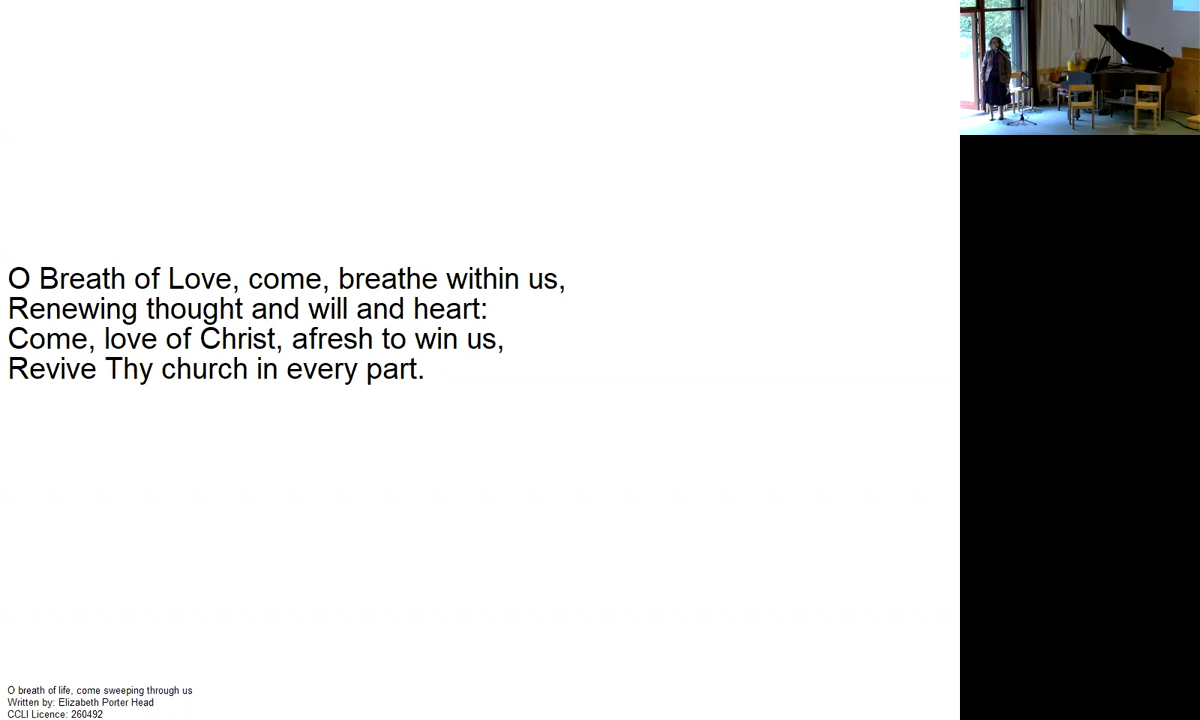 O Breath of Love, come, breathe within us,
Renewing thought and will and heart:
Come, love of Christ, afresh to win us,
Revive Thy church in every part.
O breath of life, come sweeping through us
Written by: Elizabeth Porter Head
CCLI Licence: 260492